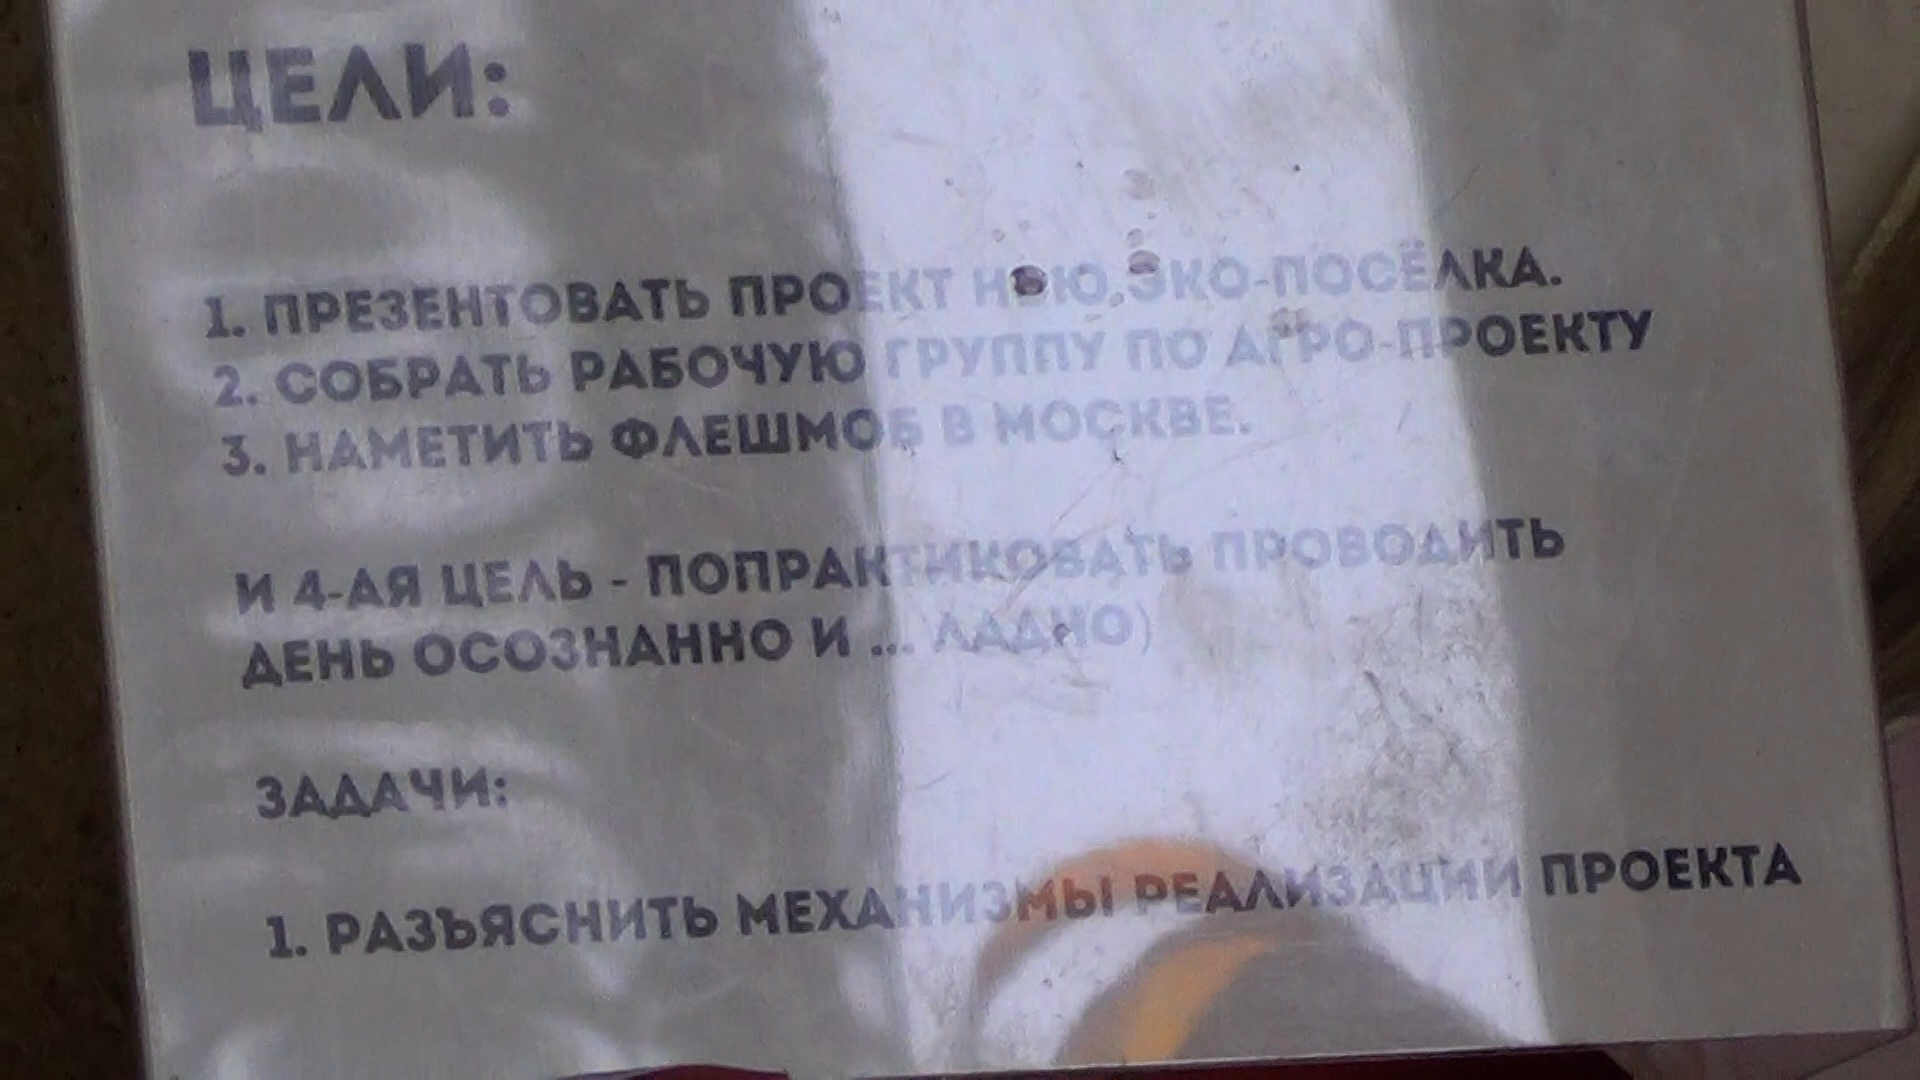 ЦЕЛИ:
1. ПРЕЗЕНТОВАТЬ ПРОЕКТ НЬЮ ЭКО-ПОСЁЛКА.
2. СОБРАТЬ РАБОЧУЮ ГРУППУ ПО АГРО-ПРОЕКТУ
3. НАМЕТИТЬ ФЛЕШМОБ В МОСКВЕ.
И 4-АЯ ЦЕЛЬ - ПОПРАКТИКОВАТЬ ПРОВОДИТЬ
ДЕНЬ ОСОЗНАННО И ... ЛАДНО)
ЗАДАЧИ:
1. РАЗЪЯСНИТЬ МЕХАНИЗМЫ РЕАЛИЗАЦИИ ПРОЕКТА